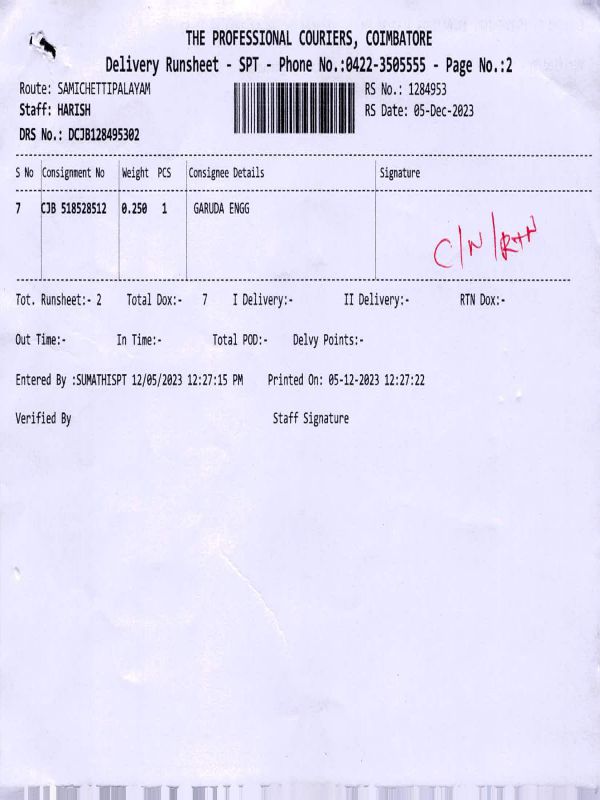 THE PROFESSIONAL COURIERS, COIMBATORE
Delivery Runsheet - SPT - Phone No.:0422-3505555 - Page No.:2
Route: SAMICHETTIPALAYAM RS No.: 1284953
Staff: HARISH RS Date: 05-Dec-2023
DRS No.: DCJB128495302
S No Consignment No Weight PCS Consignee Details Signature
7 CJB 518528512 0.250 1 GARUDA ENGG
C/N/RTN
Tot. Runsheet:- 2 Total Dox:- 7 I Delivery:- II Delivery:- RTN Dox:-
Out Time:- In Time:- Total POD:- Delvy Points:-
Entered By :SUMATHISPT 12/05/2023 12:27:15 PM Printed On: 05-12-2023 12:27:22
Verified By Staff Signature